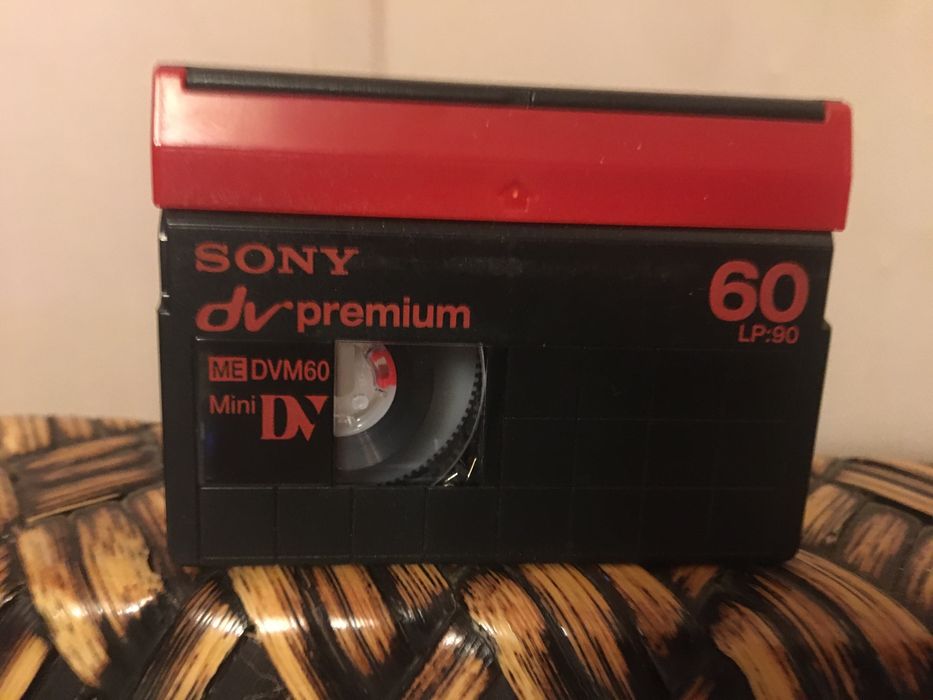 SONY
dv premium
60
LP:90
ME DVM60
Mini DV